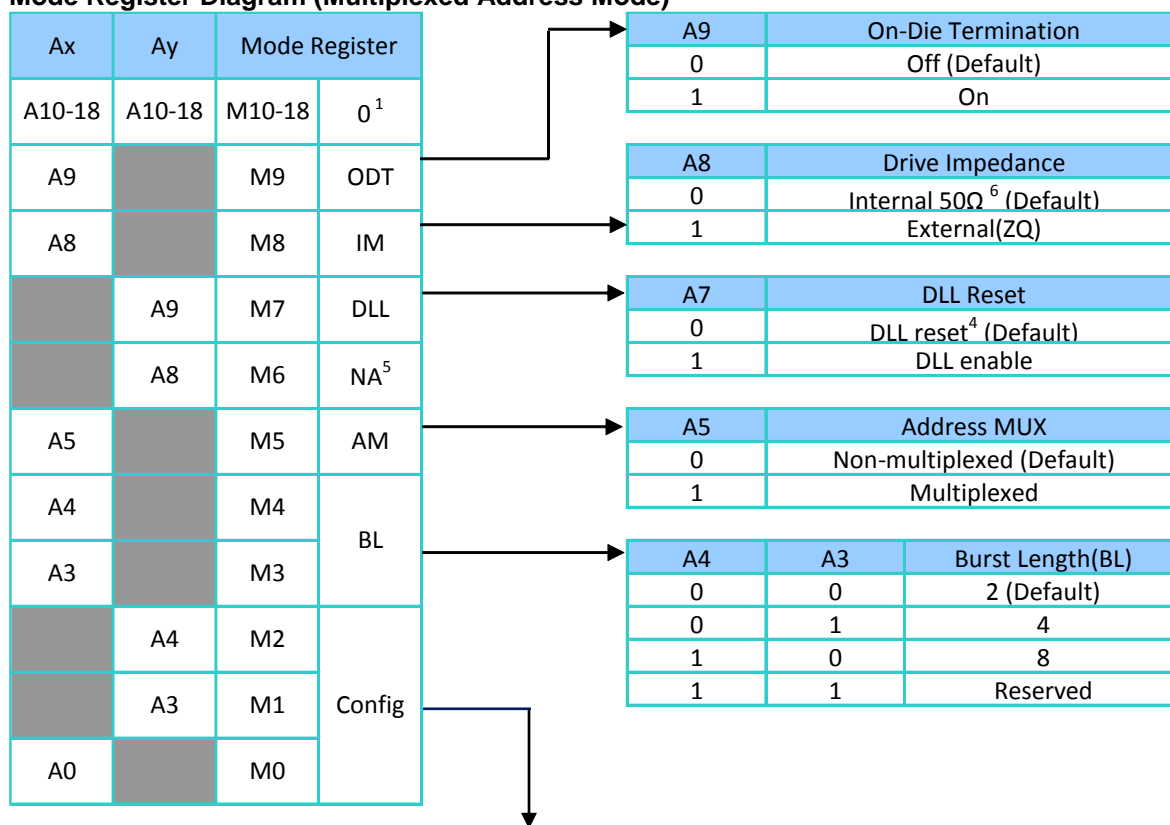 Mode Register Diagram (Multiplexed Address Mode)
Ax Ay Mode Register
A10-18 A10-18 M10-18 0¹
A9 M9 ODT
A8 M8 IM
A9 M7 DLL
A8 M6 NA⁵
A5 M5 AM
A4 M4
BL
A3 M3
A4 M2
A3 M1 Config
A0 M0
A9 On-Die Termination
0 Off (Default)
1 On
A8 Drive Impedance
0 Internal 50Ω ⁶ (Default)
1 External(ZQ)
A7 DLL Reset
0 DLL reset⁴ (Default)
1 DLL enable
A5 Address MUX
0 Non-multiplexed (Default)
1 Multiplexed
A4 A3 Burst Length(BL)
0 0 2 (Default)
0 1 4
1 0 8
1 1 Reserved